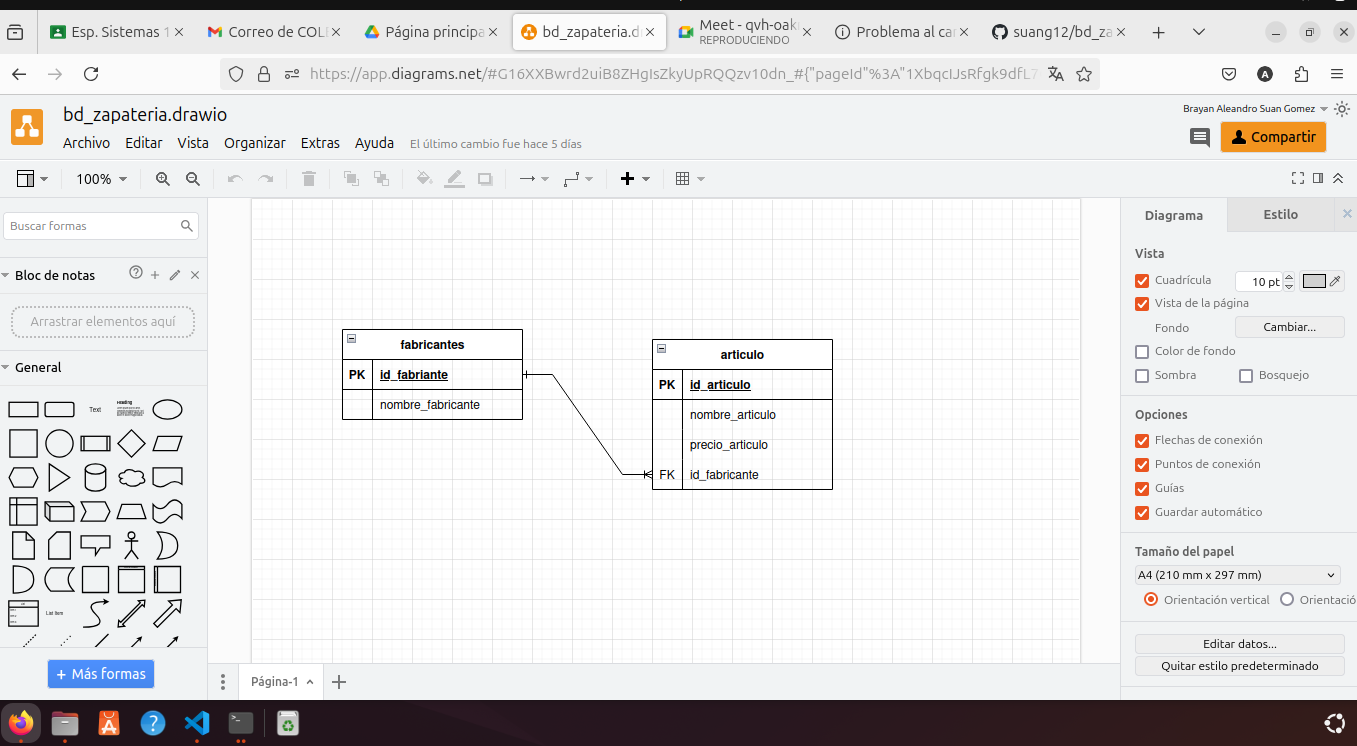 Esp. Sistemas 1
Correo de COL
Página principa
bd_zapateria.d
Meet - qvh-oak
REPRODUCIENDO
Problema al ca
suang12/bd_za
https://app.diagrams.net/#G16XXBwrd2uiB8ZHgIsZkyUpRQQzv10dn_#{"pageId"%3A"1XbqcIJsRfgk9dfL7
bd_zapateria.drawio
Brayan Aleandro Suan Gomez
Archivo Editar Vista Organizar Extras Ayuda El último cambio fue hace 5 días
Compartir
100%
Buscar formas
Bloc de notas
Arrastrar elementos aquí
General
Text
Heading
List Item
+ Más formas
fabricantes
PK id_fabriante
nombre_fabricante
articulo
PK id_articulo
nombre_articulo
precio_articulo
FK id_fabricante
Página-1
Diagrama Estilo
Vista
Cuadrícula 10 pt
Vista de la página
Fondo Cambiar...
Color de fondo
Sombra Bosquejo
Opciones
Flechas de conexión
Puntos de conexión
Guías
Guardar automático
Tamaño del papel
A4 (210 mm x 297 mm)
Orientación vertical Orientació
Editar datos...
Quitar estilo predeterminado